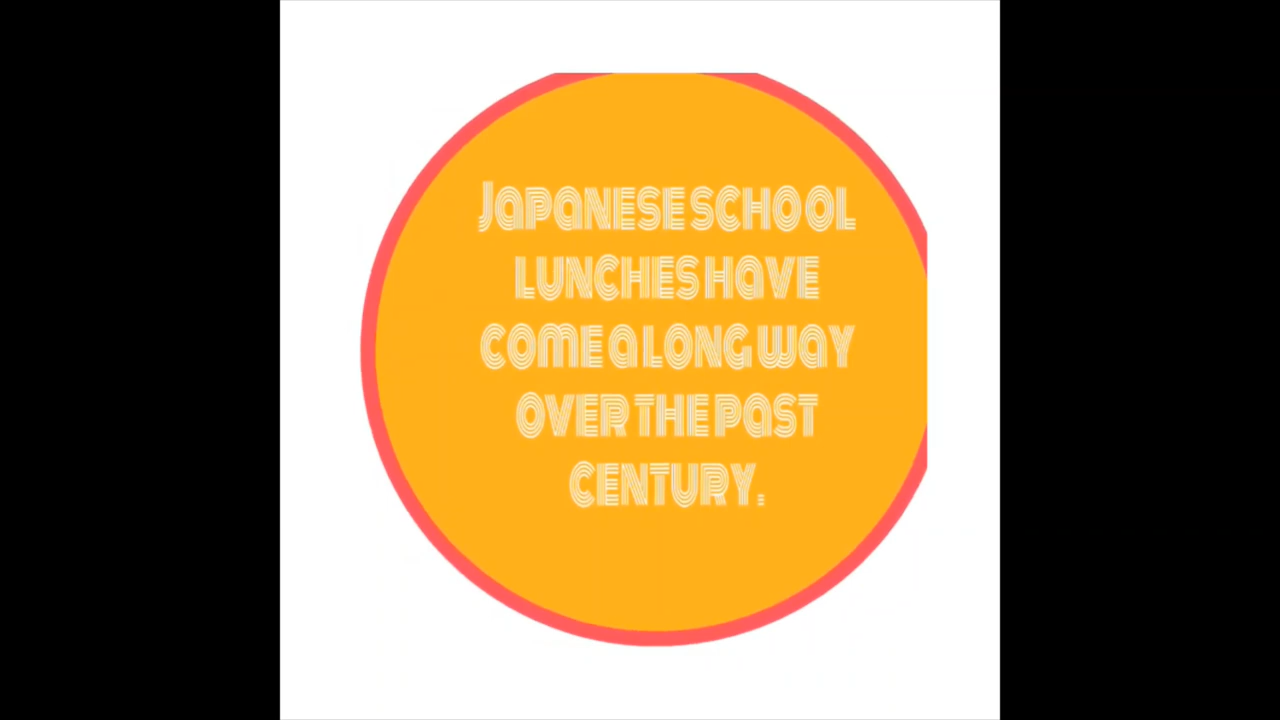 Japanese school
lunches have
come a long way
over the past
century.